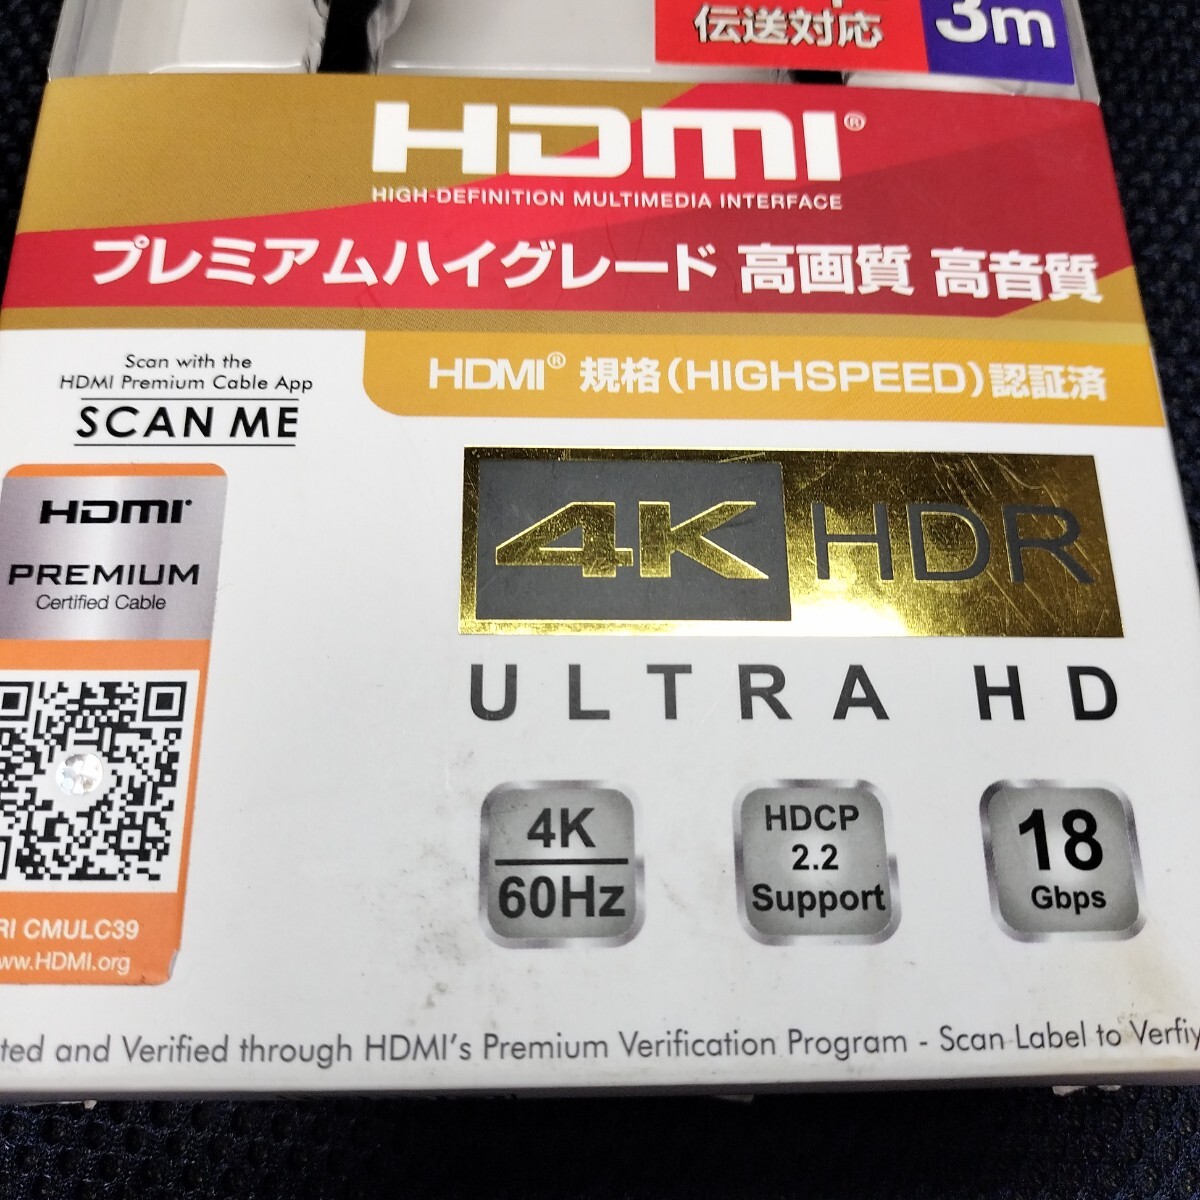 伝送対応
3m
HDMI®
HIGH-DEFINITION MULTIMEDIA INTERFACE
プレミアムハイグレード 高画質 高音質
Scan with the
HDMI Premium Cable App
SCAN ME
HDMI® 規格(HIGHSPEED)認証済
HDMI
PREMIUM
Certified Cable
4K HDR
ULTRA HD
4K
60Hz
HDCP
2.2
Support
18
Gbps
RI CMULC39
ww.HDMI.org
ted and Verified through HDMI's Premium Verification Program - Scan Label to Verfiy